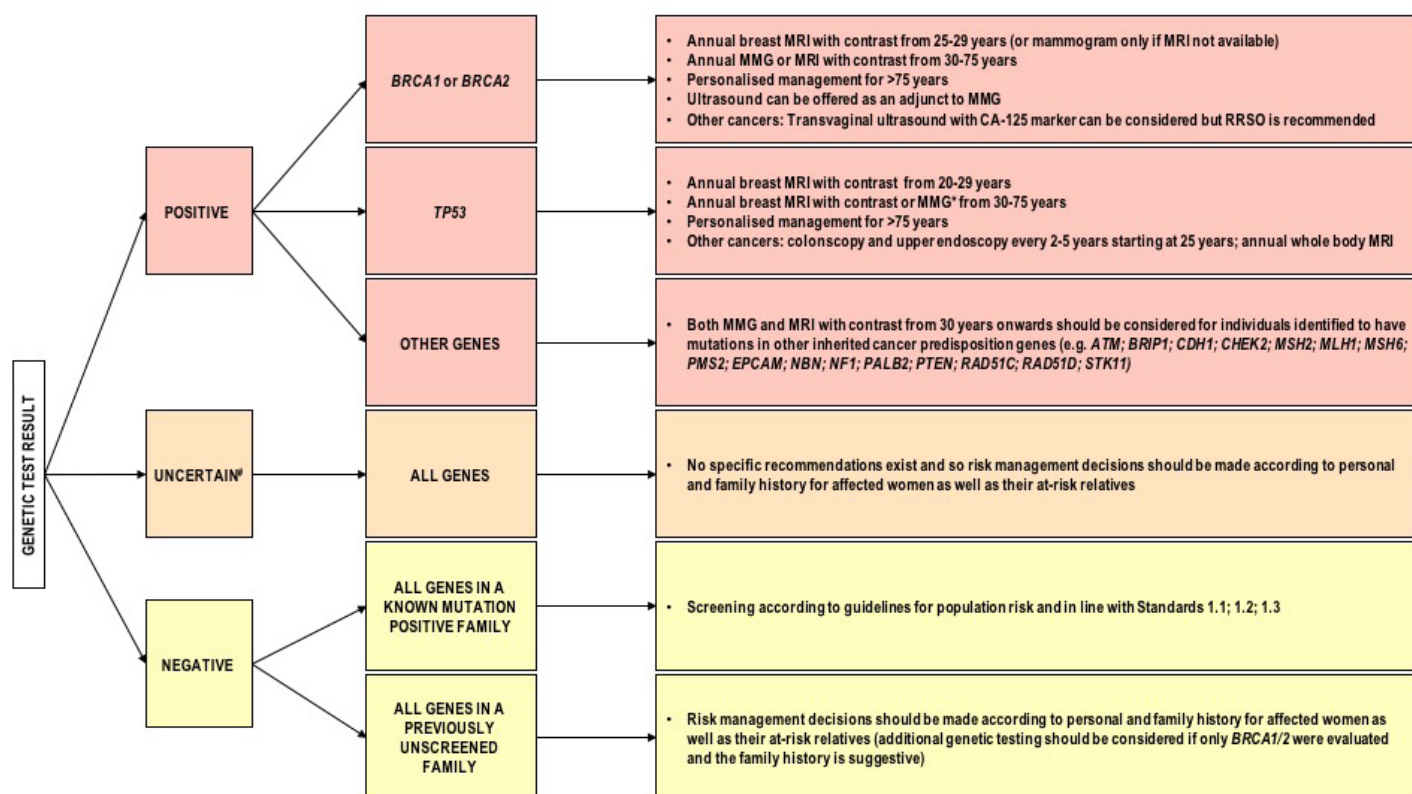 GENETIC TEST RESULT
POSITIVE
BRCA1 or BRCA2
• Annual breast MRI with contrast from 25-29 years (or mammogram only if MRI not available)
• Annual MMG or MRI with contrast from 30-75 years
• Personalised management for >75 years
• Ultrasound can be offered as an adjunct to MMG
• Other cancers: Transvaginal ultrasound with CA-125 marker can be considered but RRSO is recommended
TP53
• Annual breast MRI with contrast from 20-29 years
• Annual breast MRI with contrast or MMG* from 30-75 years
• Personalised management for >75 years
• Other cancers: colonscopy and upper endoscopy every 2-5 years starting at 25 years; annual whole body MRI
OTHER GENES
• Both MMG and MRI with contrast from 30 years onwards should be considered for individuals identified to have
mutations in other inherited cancer predisposition genes (e.g. ATM; BRIP1; CDH1; CHEK2; MSH2; MLH1; MSH6;
PMS2; EPCAM; NBN; NF1; PALB2; PTEN; RAD51C; RAD51D; STK11)
UNCERTAIN#
ALL GENES
• No specific recommendations exist and so risk management decisions should be made according to personal
and family history for affected women as well as their at-risk relatives
NEGATIVE
ALL GENES IN A
KNOWN MUTATION
POSITIVE FAMILY
• Screening according to guidelines for population risk and in line with Standards 1.1; 1.2; 1.3
ALL GENES IN A
PREVIOUSLY
UNSCREENED
FAMILY
• Risk management decisions should be made according to personal and family history for affected women as
well as their at-risk relatives (additional genetic testing should be considered if only BRCA1/2 were evaluated
and the family history is suggestive)